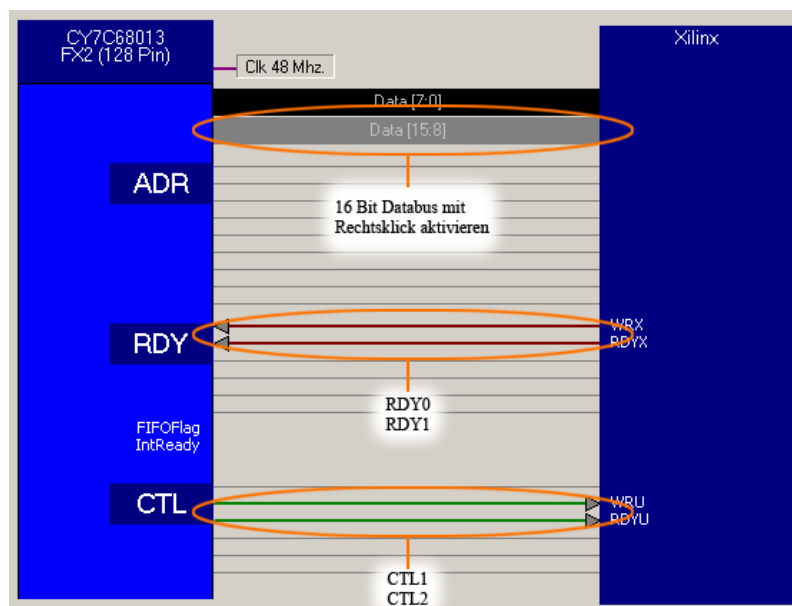 CY7C68013
FX2 (128 Pin)
Xilinx
Clk 48 Mhz.
Data [7:0]
Data [15:8]
ADR
16 Bit Databus mit
Rechtsklick aktivieren
WRX
RDY
RDYX
RDY0
RDY1
FIFOFlag
IntReady
CTL
WRU
RDYU
CTL1
CTL2